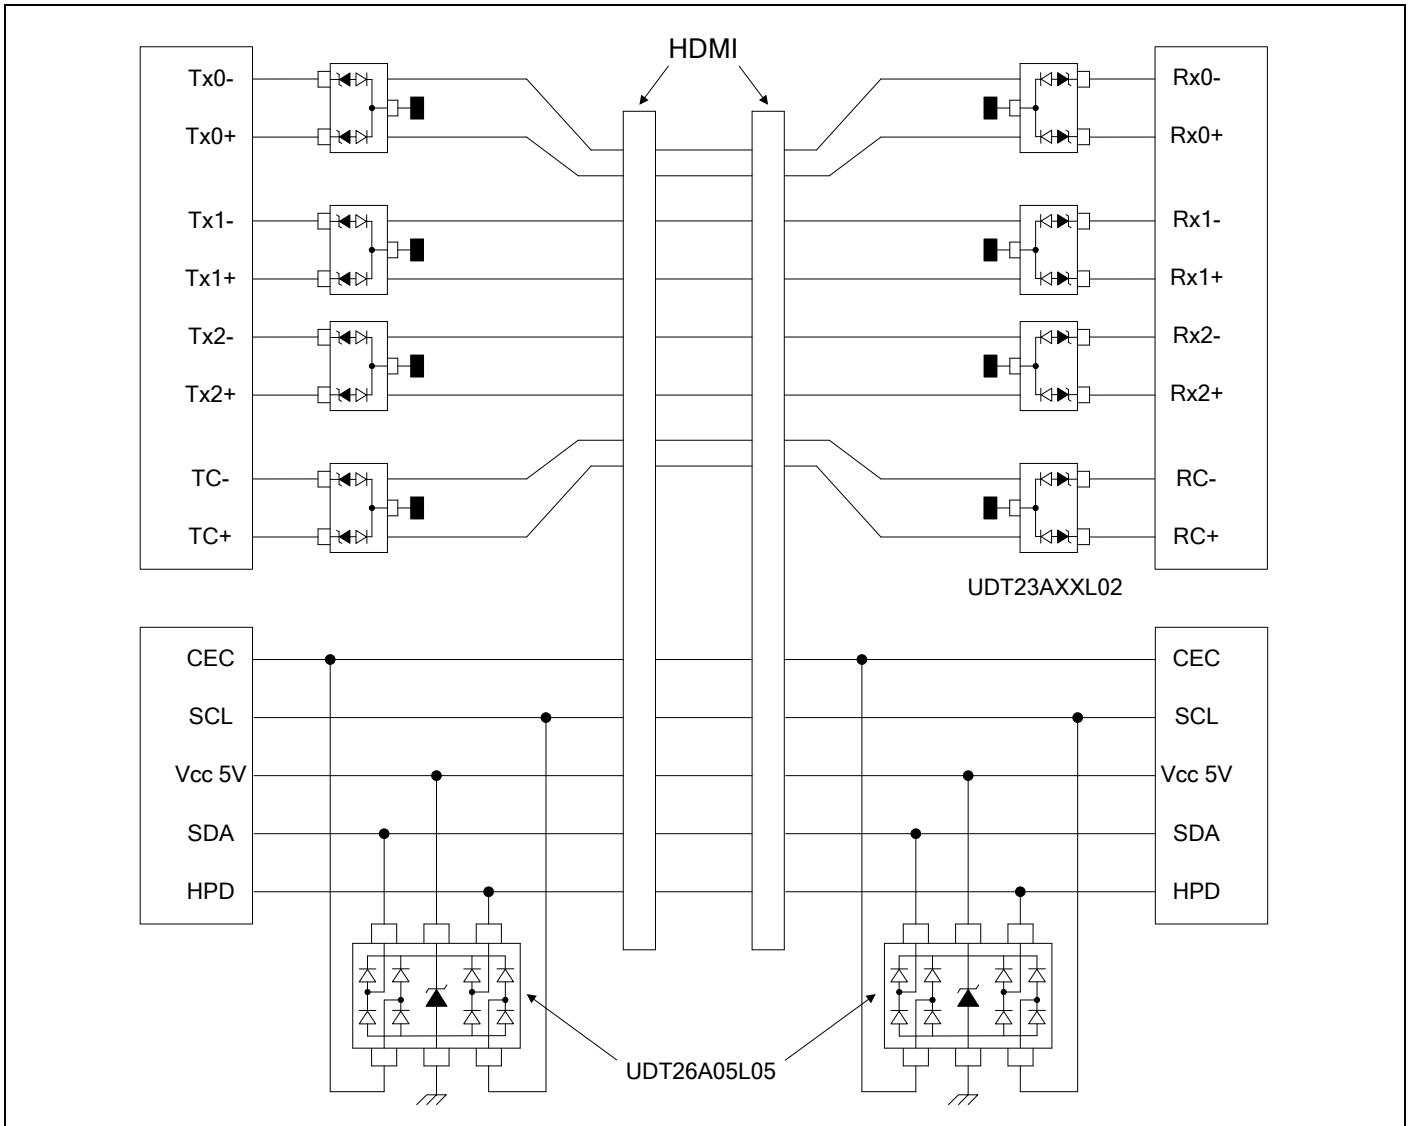 HDMI
Tx0-
Rx0-
Tx0+
Rx0+
Tx1-
Rx1-
Tx1+
Rx1+
Tx2-
Rx2-
Tx2+
Rx2+
TC-
RC-
TC+
RC+
UDT23AXXL02
CEC
CEC
SCL
SCL
Vcc 5V
Vcc 5V
SDA
SDA
HPD
HPD
UDT26A05L05